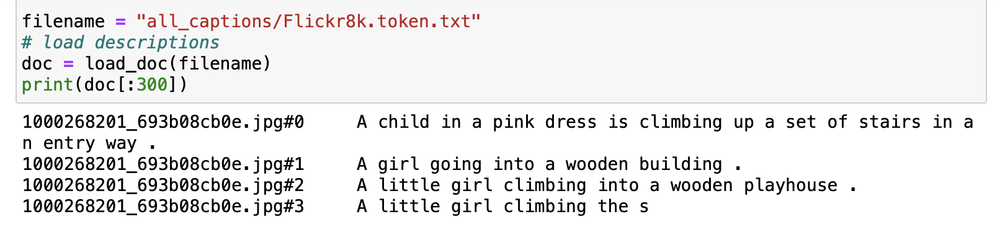 filename = "all_captions/Flickr8k.token.txt"
# load descriptions
doc = load_doc(filename)
print(doc[:300])
1000268201_693b08cb0e.jpg#0     A child in a pink dress is climbing up a set of stairs in a
n entry way .
1000268201_693b08cb0e.jpg#1     A girl going into a wooden building .
1000268201_693b08cb0e.jpg#2     A little girl climbing into a wooden playhouse .
1000268201_693b08cb0e.jpg#3     A little girl climbing the s